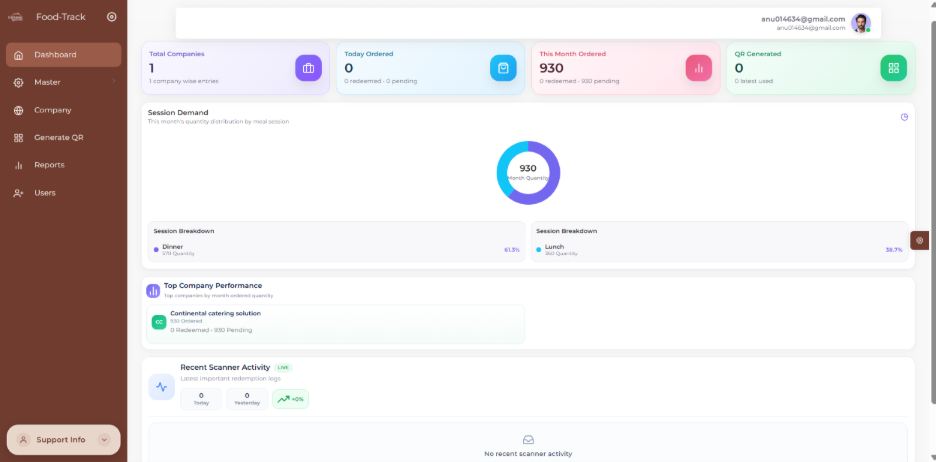 Food-Track
anu014634@gmail.com
anu014634@gmail.com
Dashboard
Master
Company
Generate QR
Reports
Users
Support Info
Total Companies
1
1 company wise entries
Today Ordered
0
0 redeemed - 0 pending
This Month Ordered
930
0 redeemed - 930 pending
QR Generated
0
0 latest used
Session Demand
This month's quantity distribution by meal session
930
Month Quantity
Session Breakdown
Dinner
570 Quantity
61.3%
Session Breakdown
Lunch
360 Quantity
38.7%
Top Company Performance
Top companies by month ordered quantity
CC
Continental catering solution
930 Ordered
0 Redeemed - 930 Pending
Recent Scanner Activity
LIVE
Latest important redemption logs
0
Today
0
Yesterday
+0%
No recent scanner activity